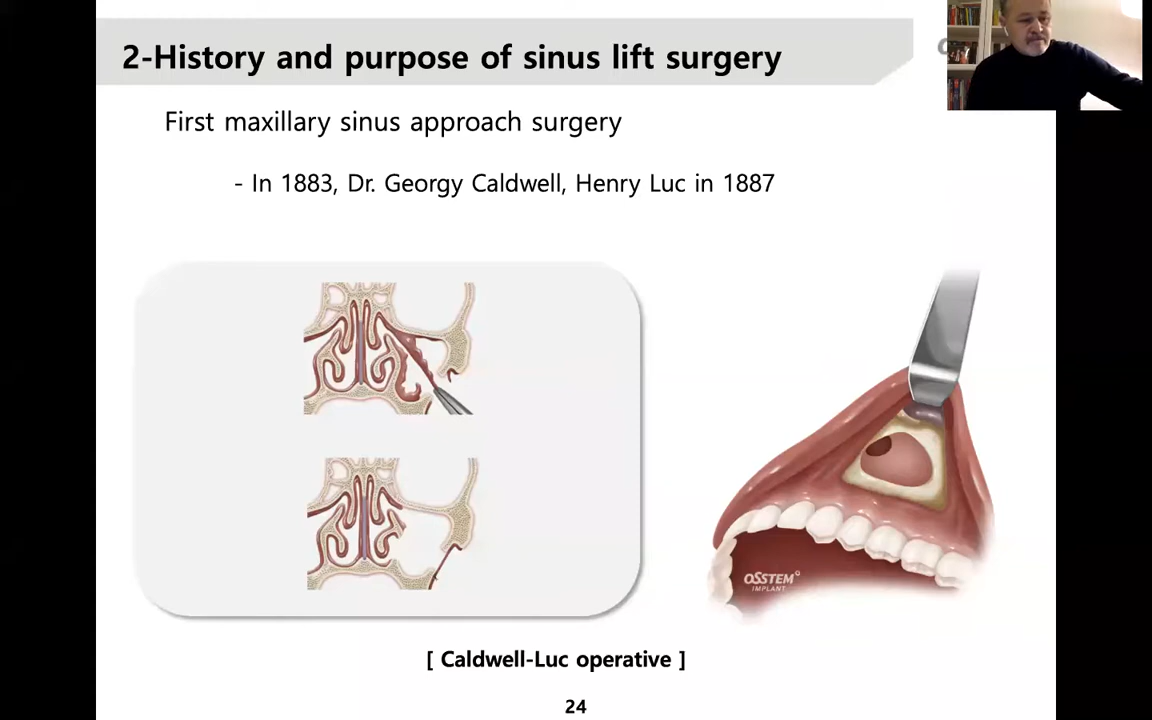 2-History and purpose of sinus lift surgery
First maxillary sinus approach surgery
- In 1883, Dr. Georgy Caldwell, Henry Luc in 1887
OSSTEM
IMPLANT
[ Caldwell-Luc operative ]
24